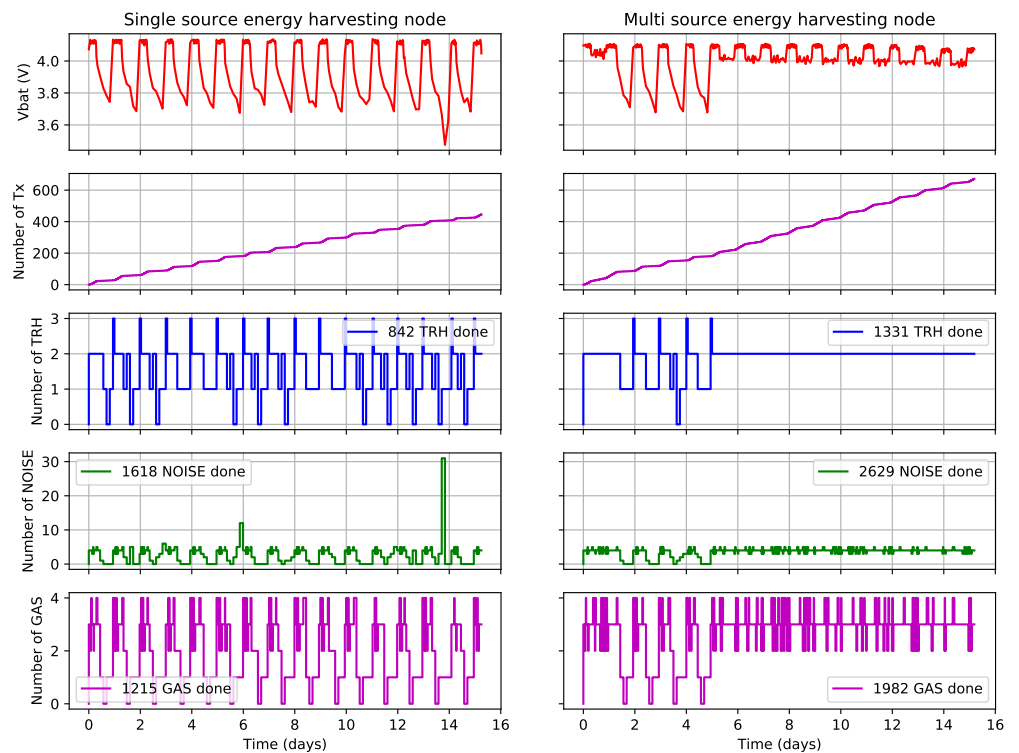 Single source energy harvesting node
Multi source energy harvesting node
Vbat (V)
4.0
3.8
3.6
Number of Tx
600
400
200
0
Number of TRH
3
2
1
0
842 TRH done
1331 TRH done
Number of NOISE
30
20
10
0
1618 NOISE done
2629 NOISE done
Number of GAS
4
2
0
1215 GAS done
1982 GAS done
0 2 4 6 8 10 12 14 16
0 2 4 6 8 10 12 14 16
Time (days)
Time (days)